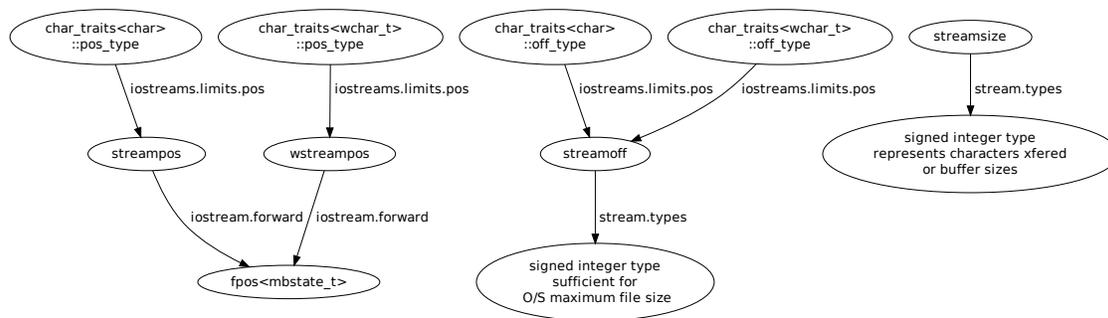 char_traits<char>
::pos_type
char_traits<wchar_t>
::pos_type
char_traits<char>
::off_type
char_traits<wchar_t>
::off_type
streamsize
iostreams.limits.pos
iostreams.limits.pos
iostreams.limits.pos
iostreams.limits.pos
stream.types
streampos
wstreampos
streamoff
signed integer type
represents characters xfered
or buffer sizes
iostream.forward
iostream.forward
stream.types
fpos<mbstate_t>
signed integer type
sufficient for
O/S maximum file size